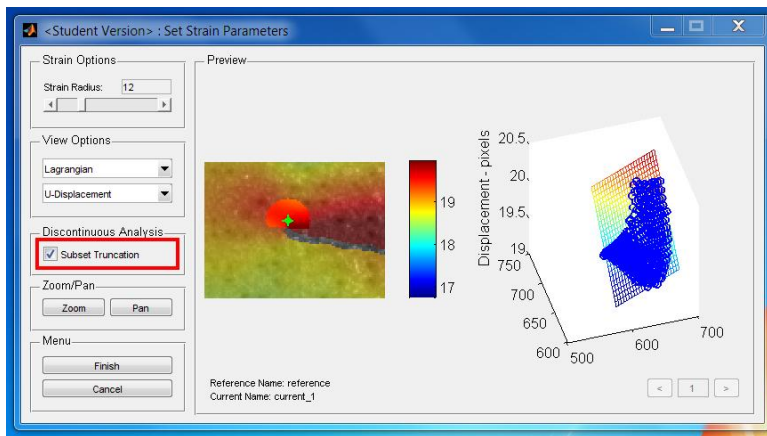 <Student Version> : Set Strain Parameters
Strain Options
Strain Radius: 12
View Options
Lagrangian
U-Displacement
Discontinuous Analysis
Subset Truncation
Zoom/Pan
Zoom Pan
Menu
Finish
Cancel
Preview
19
18
17
Displacement - pixels
20.5
20
19.5
19
750
700
650
600
500
600
700
Reference Name: reference
Current Name: current_1
< 1 >